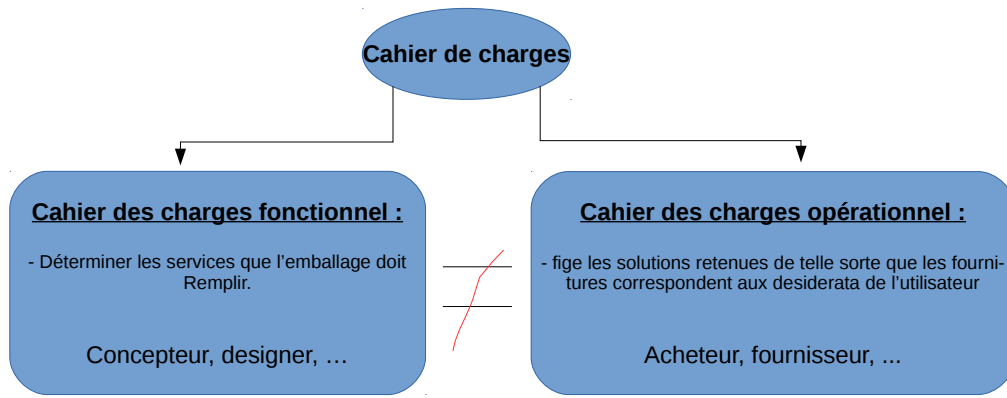 Cahier de charges
Cahier des charges fonctionnel :
- Déterminer les services que l’emballage doit
Remplir.
Concepteur, designer, …
Cahier des charges opérationnel :
- fige les solutions retenues de telle sorte que les fourni-
tures correspondent aux desiderata de l’utilisateur
Acheteur, fournisseur, ...